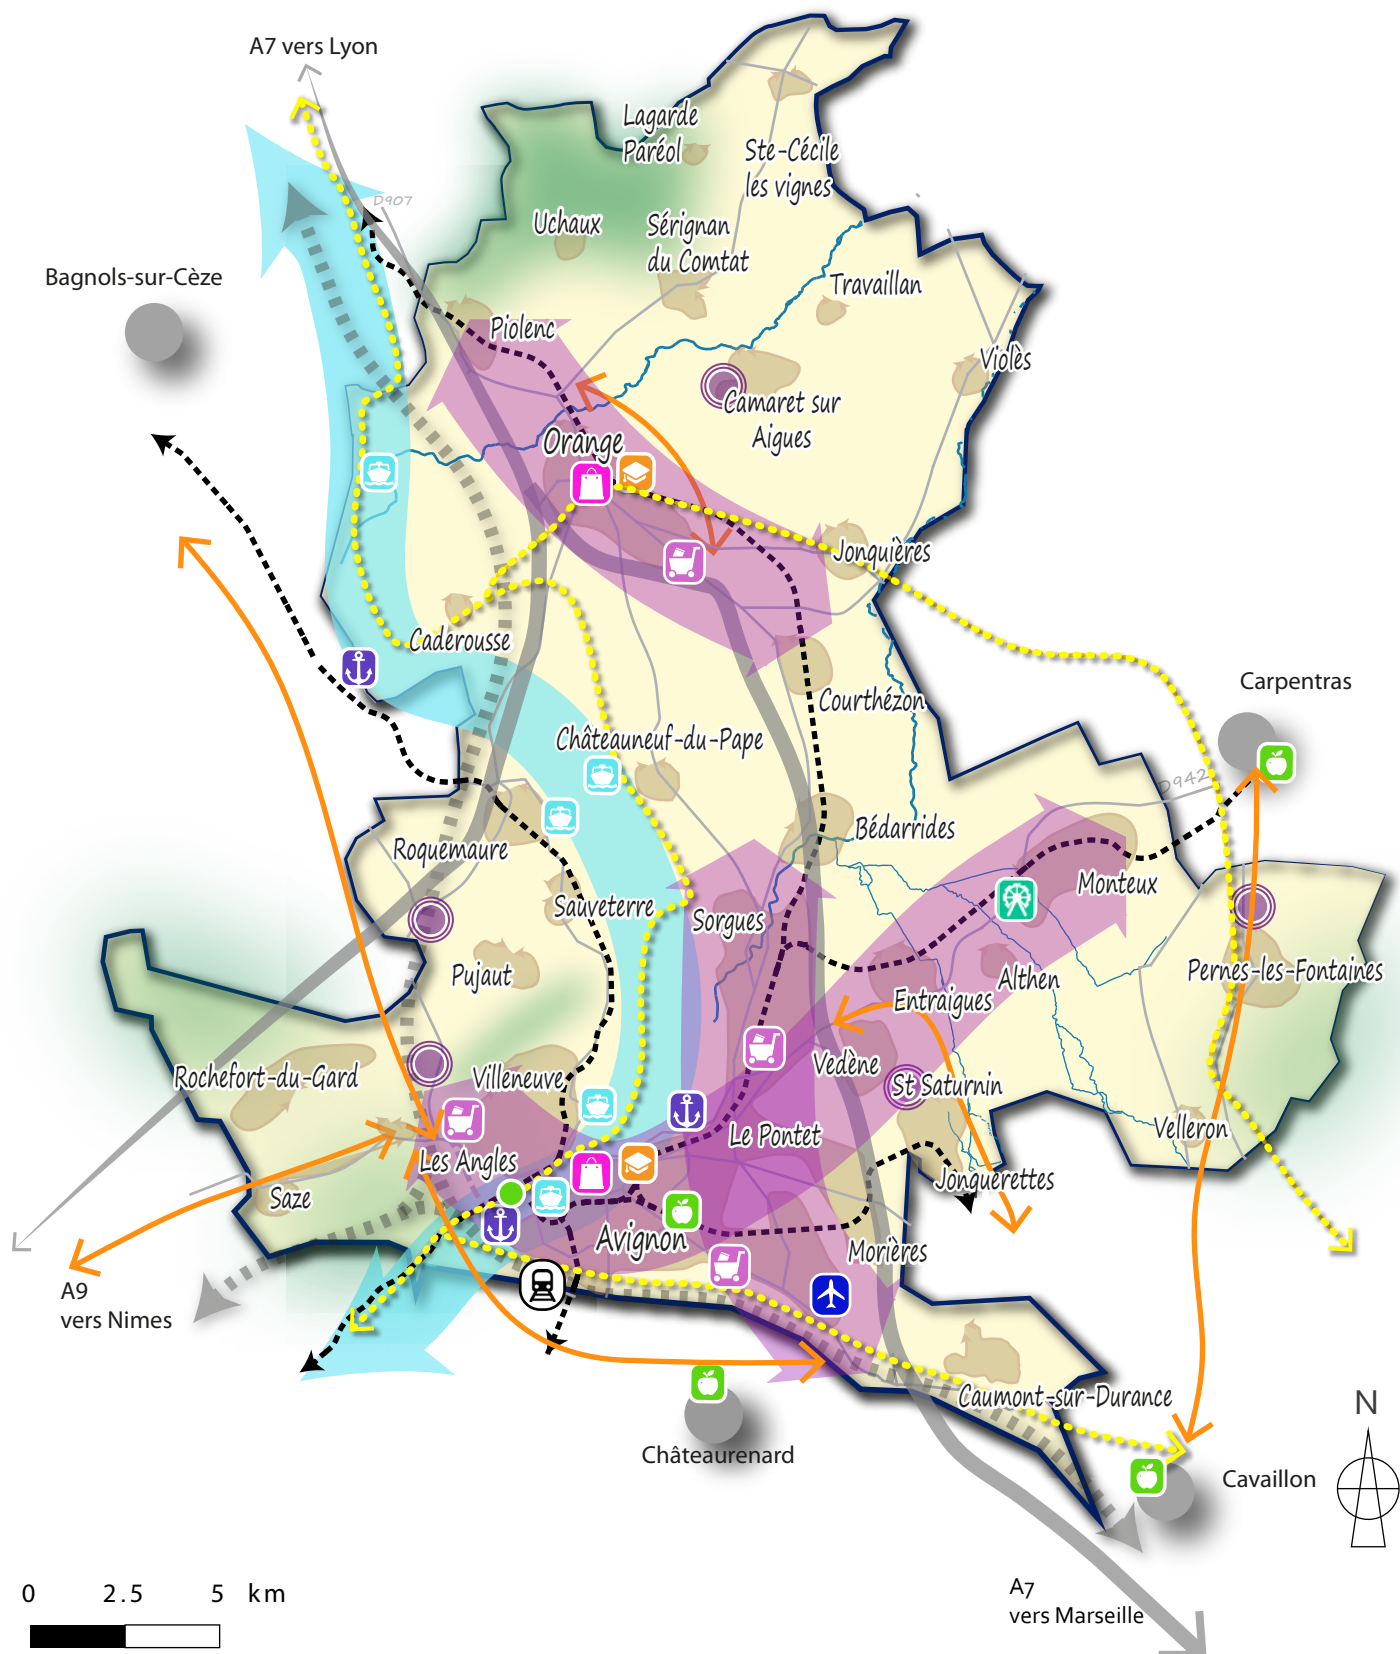 A7 vers Lyon
Lagarde
Paréol
Ste-Cécile
les vignes
D907
Uchaux
Sérignan
du Comtat
Bagnols-sur-Cèze
Travaillan
Piolenc
Violès
Camaret sur
Aigues
Orange
Jonquières
Cadérousse
Carpentras
Courthézon
Châteauneuf-du-Pape
D942
Bédarrides
Roquemaure
Monteux
Sauveterre
Sorgues
Pujaut
Althen
Pernes-les-Fontaines
Entraigues
Rochefort-du-Gard
Villeneuve
Vedène
St Saturnin
Le Pontet
Velleron
Les Angles
Saze
Jonquerettes
Avignon
Morières
A9
vers Nimes
Caumont-sur-Durance
N
Châteaurenard
Cavaillon
0 2.5 5 km
A7
vers Marseille